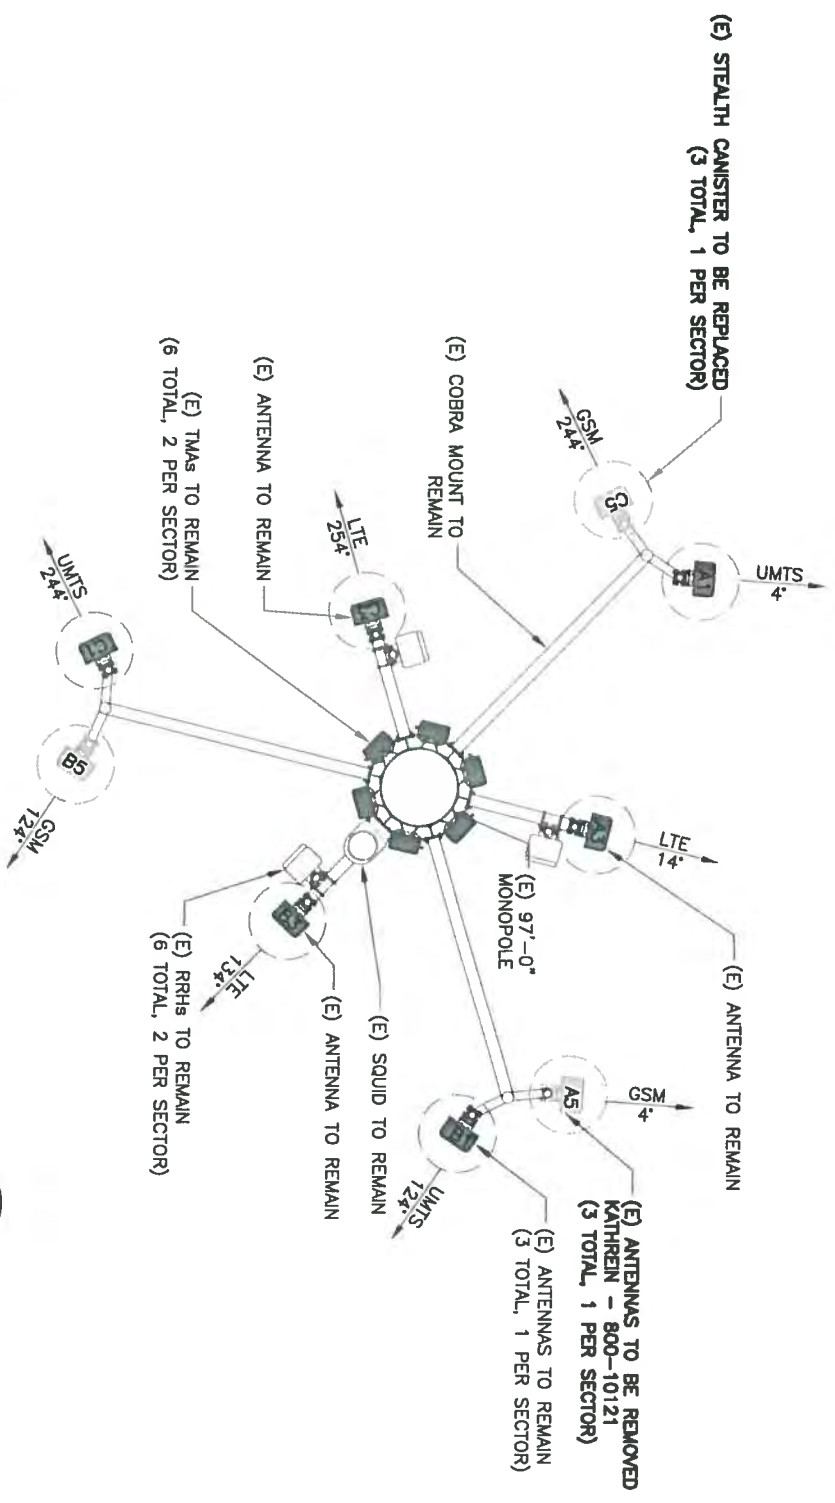 (E) STEALTH CANISTER TO BE REPLACED
(3 TOTAL, 1 PER SECTOR)
GSM
244°
C5
A1
UMTS
4°
(E) COBRA MOUNT TO
REMAIN
(E) ANTENNA TO REMAIN
LTE
254°
(E) TMAs TO REMAIN
(6 TOTAL, 2 PER SECTOR)
UMTS
244°
C1
B5
GSM
124°
LTE
14°
(E) ANTENNA TO REMAIN
(E) 97'-0"
MONOPOLE
LTE
134°
(E) SQUID TO REMAIN
(E) ANTENNA TO REMAIN
(E) RRHs TO REMAIN
(6 TOTAL, 2 PER SECTOR)
GSM
4°
A5
B1
UMTS
124°
(E) ANTENNAS TO BE REMOVED
KATHREIN - 800-10121
(3 TOTAL, 1 PER SECTOR)
(E) ANTENNAS TO REMAIN
(3 TOTAL, 1 PER SECTOR)